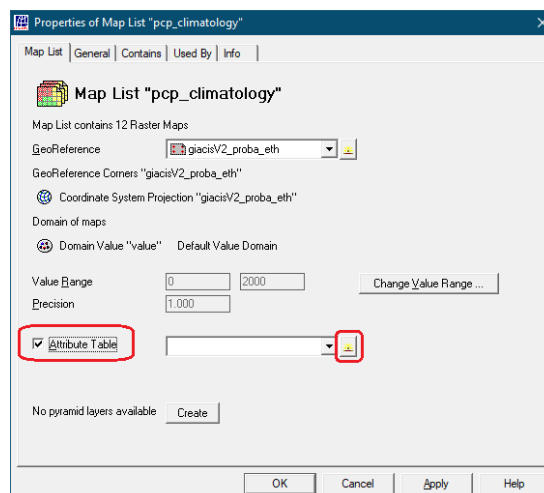 Properties of Map List "pcp_climatology"
Map List General Contains Used By Info
Map List "pcp_climatology"
Map List contains 12 Raster Maps
GeoReference giacisV2_proba_eth
GeoReference Corners "giacisV2_proba_eth"
Coordinate System Projection "giacisV2_proba_eth"
Domain of maps
Domain Value "value" Default Value Domain
Value Range 0 2000 Change Value Range ...
Precision 1.000
Attribute Table
No pyramid layers available Create
OK Cancel Apply Help